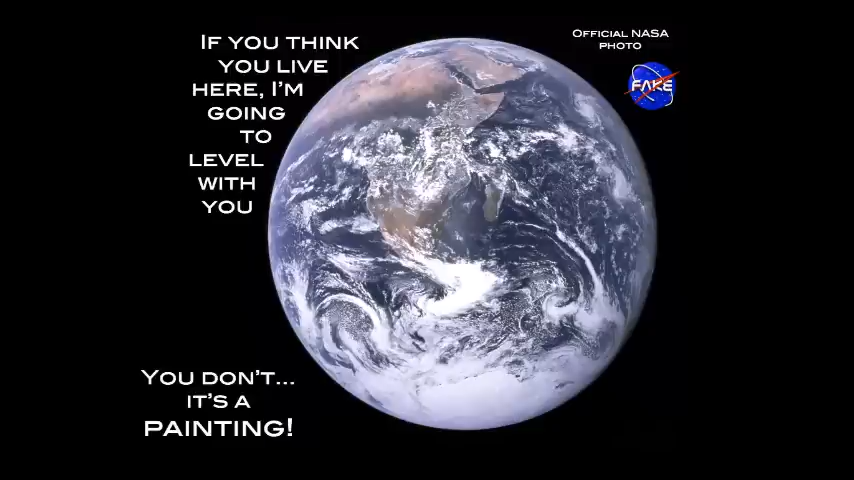 IF YOU THINK
YOU LIVE
HERE, I'M
GOING
TO
LEVEL
WITH
YOU
OFFICIAL NASA
PHOTO
FAKE
YOU DON'T...
IT'S A
PAINTING!